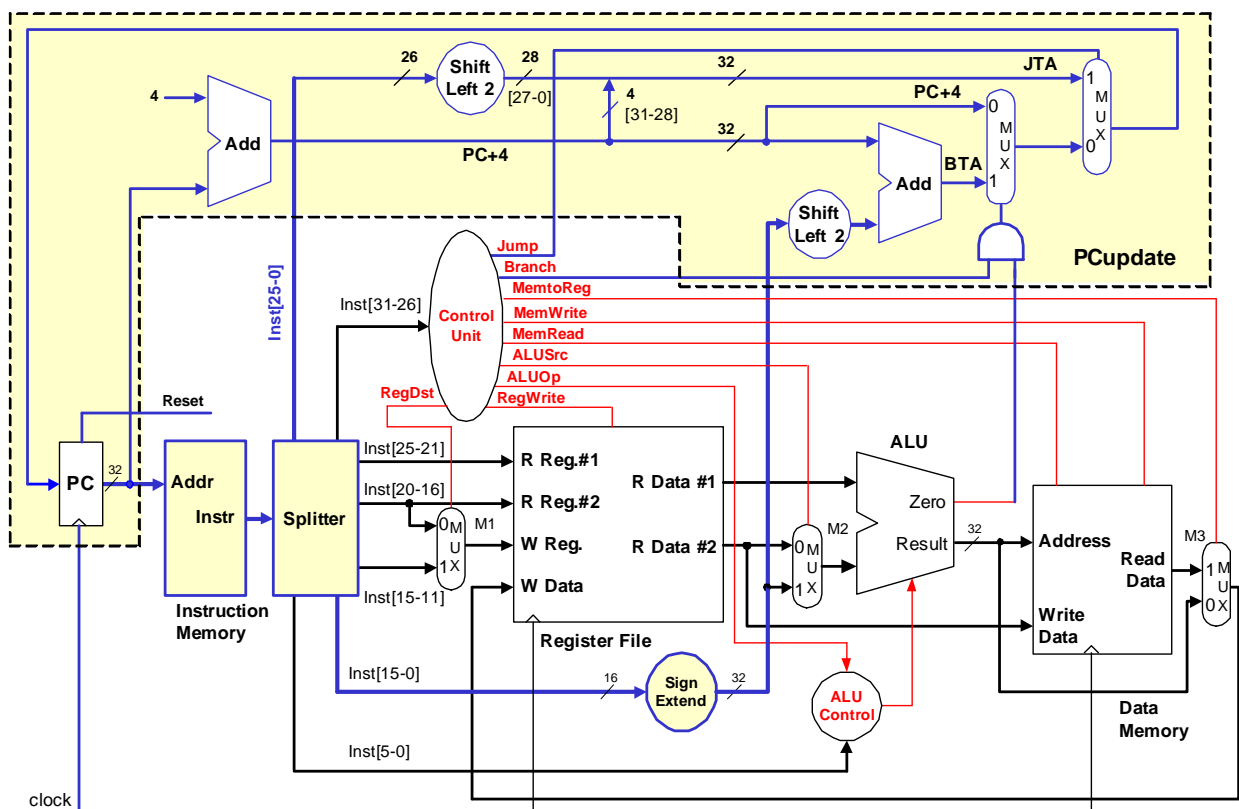 26
Shift
Left 2
28
[27-0]
32
JTA
1
M
U
X
0
4
Add
4
[31-28]
PC+4
32
PC+4
0
M
U
X
1
BTA
Add
Shift
Left 2
PCupdate
Inst[25-0]
Inst[31-26]
Control
Unit
Jump
Branch
MemtoReg
MemWrite
MemRead
ALUSrc
ALUOp
RegWrite
RegDst
Reset
PC
32
Addr
Instr
Instruction
Memory
Splitter
Inst[25-21]
Inst[20-16]
Inst[15-11]
0
M
U
X
1
M1
R Reg.#1
R Reg.#2
W Reg.
W Data
R Data #1
R Data #2
Register File
0
M
U
X
1
M2
ALU
Zero
Result
32
Address
Read
Data
Write
Data
Data
Memory
M3
1
M
U
X
0
Inst[15-0]
16
Sign
Extend
32
ALU
Control
Inst[5-0]
clock